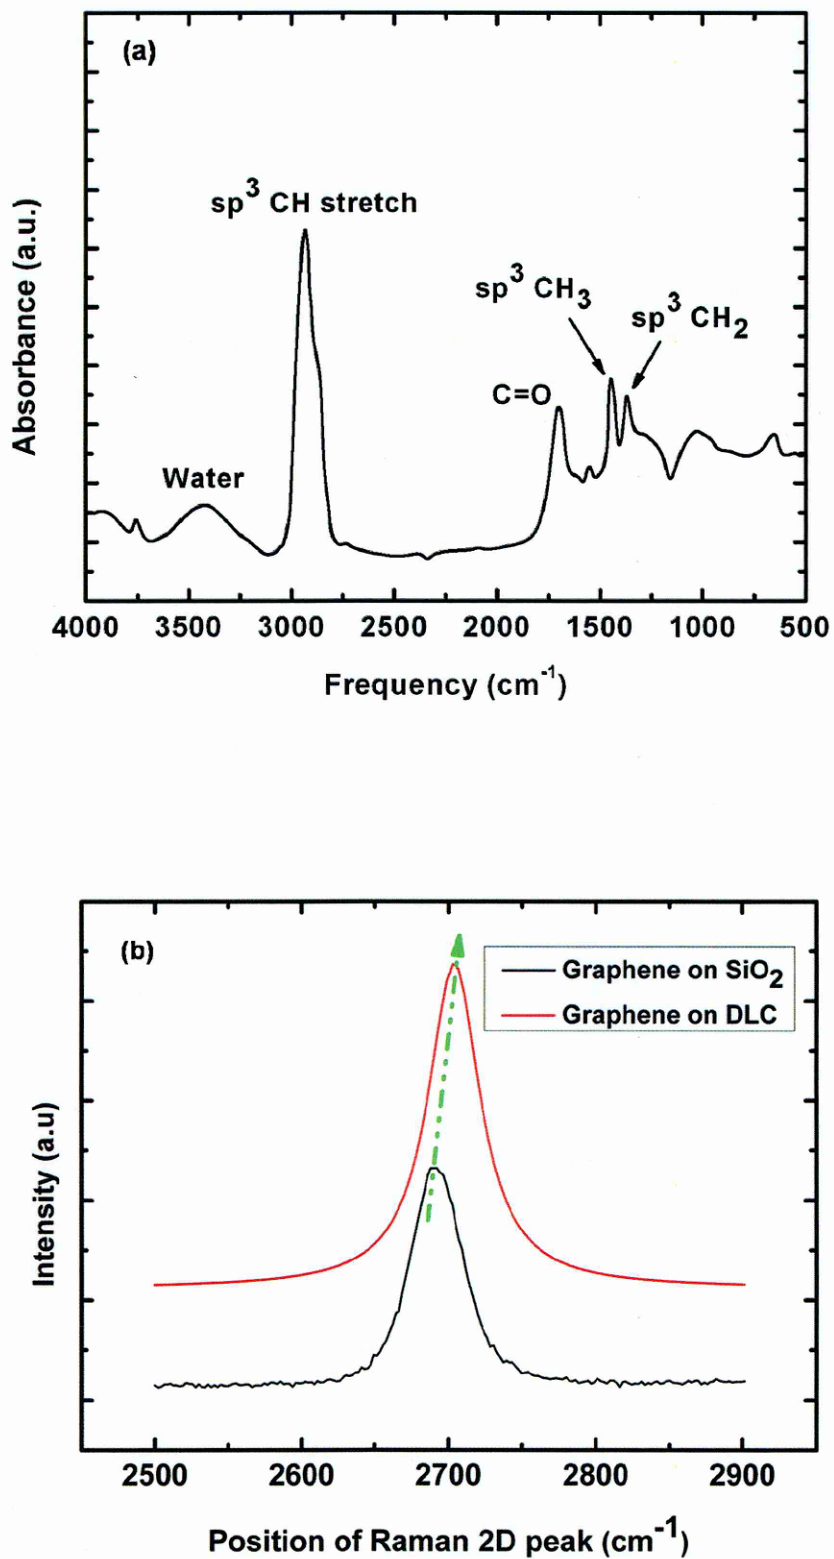 (a)
sp³ CH stretch
sp³ CH₃
sp³ CH₂
C=O
Water
Absorbance (a.u.)
4000 3500 3000 2500 2000 1500 1000 500
Frequency (cm⁻¹)
(b)
Graphene on SiO₂
Graphene on DLC
Intensity (a.u)
2500 2600 2700 2800 2900
Position of Raman 2D peak (cm⁻¹)